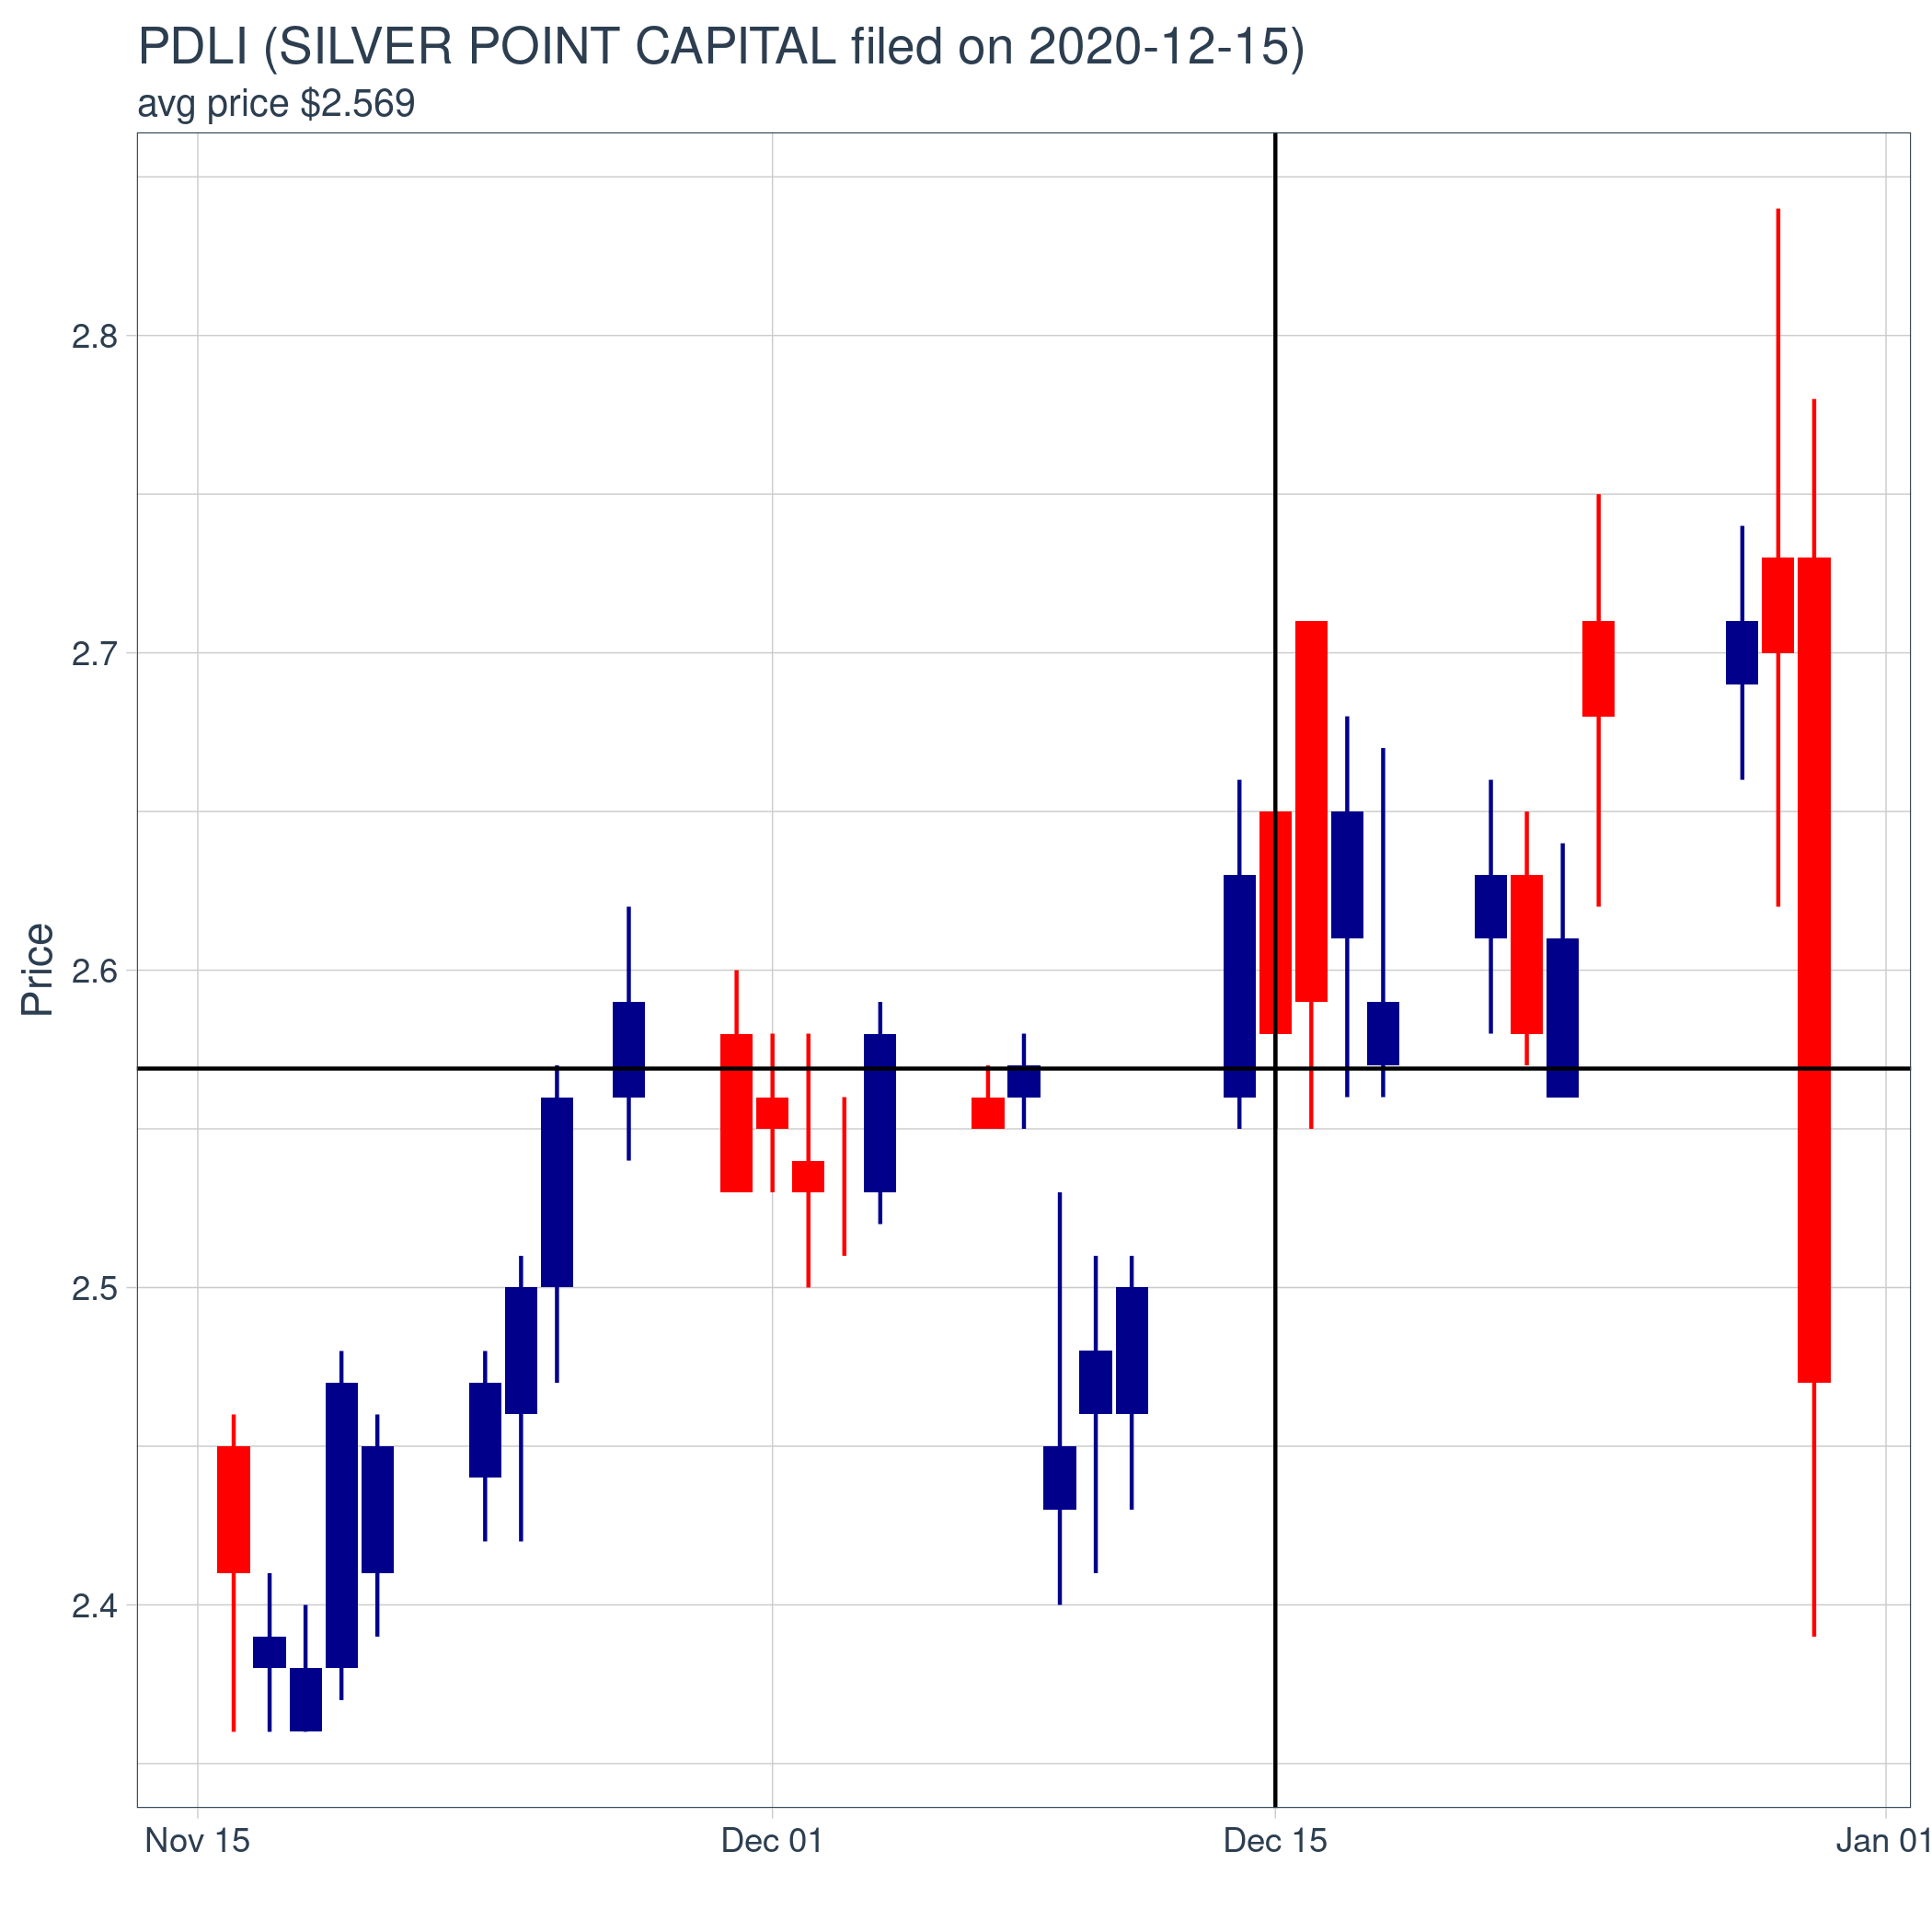 PDLI (SILVER POINT CAPITAL filed on 2020-12-15)
avg price $2.569
Price
2.8
2.7
2.6
2.5
2.4
Nov 15
Dec 01
Dec 15
Jan 01